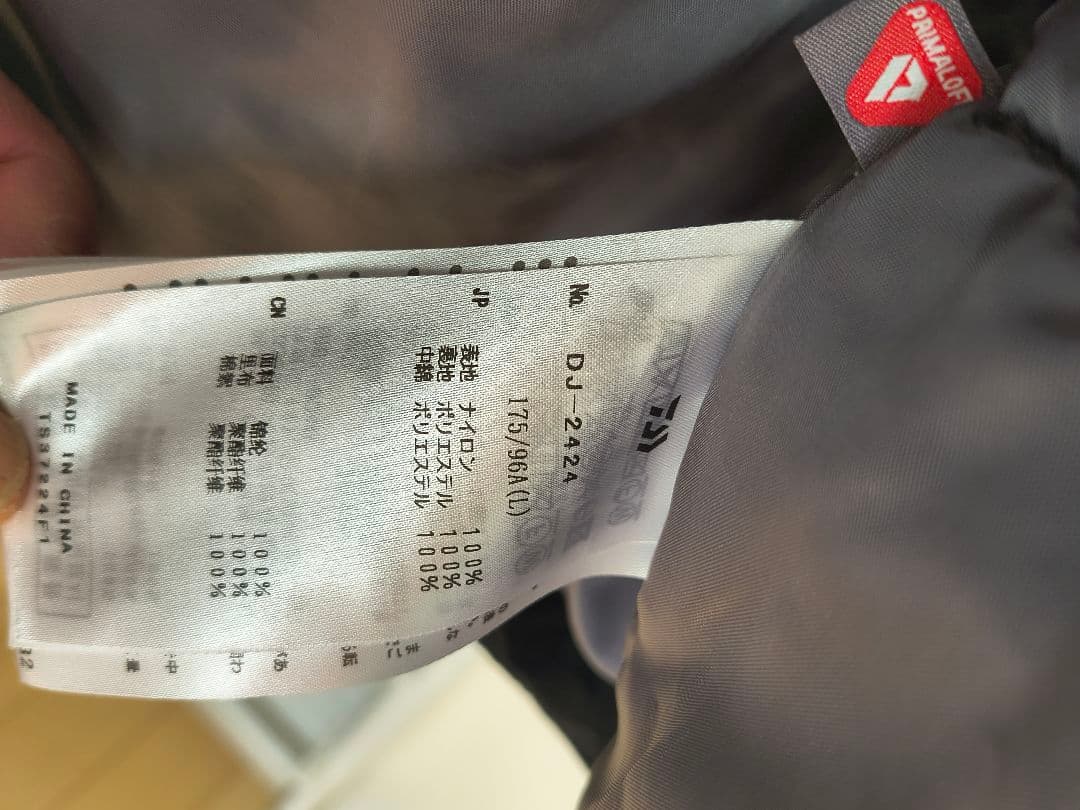 PRIMALOFT
No. DJ-242A
175/96A(L)
JP 表地 ナイロン 100%
裏地 ポリエステル 100%
中綿 ポリエステル 100%
CN 面料 锦纶 100%
里布 聚酯纤维 100%
棉絮 聚酯纤维 100%
MADE IN CHINA
TS37224F1